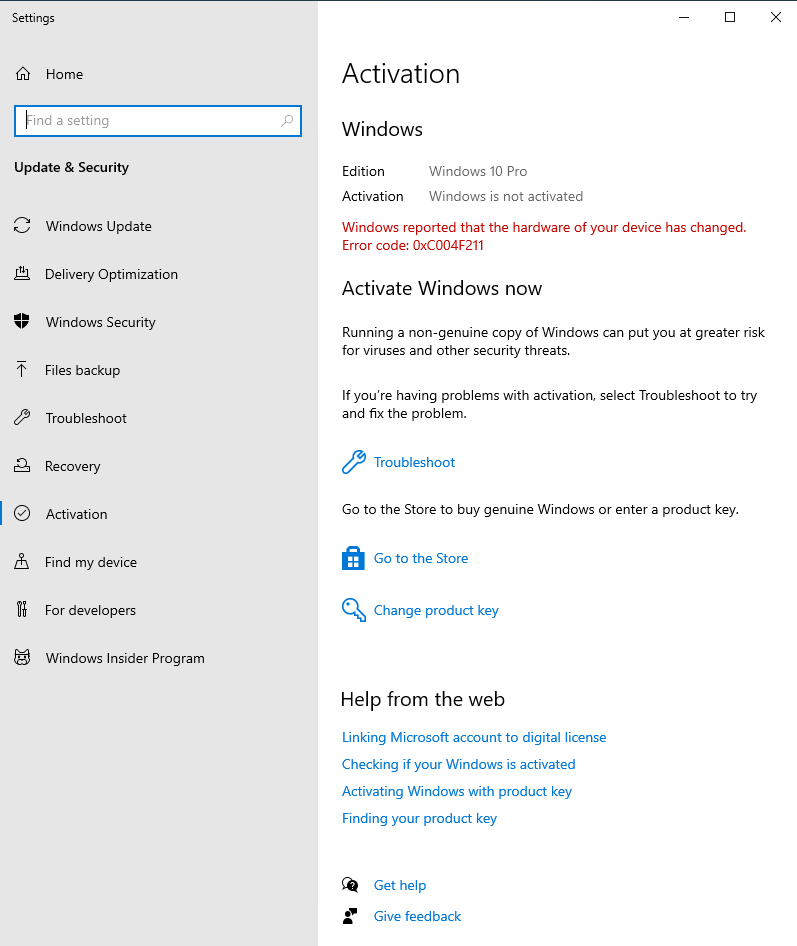 Settings
Home
Find a setting
Update & Security
Windows Update
Delivery Optimization
Windows Security
Files backup
Troubleshoot
Recovery
Activation
Find my device
For developers
Windows Insider Program
Activation
Windows
Edition Windows 10 Pro
Activation Windows is not activated
Windows reported that the hardware of your device has changed.
Error code: 0xC004F211
Activate Windows now
Running a non-genuine copy of Windows can put you at greater risk
for viruses and other security threats.
If you're having problems with activation, select Troubleshoot to try
and fix the problem.
Troubleshoot
Go to the Store to buy genuine Windows or enter a product key.
Go to the Store
Change product key
Help from the web
Linking Microsoft account to digital license
Checking if your Windows is activated
Activating Windows with product key
Finding your product key
Get help
Give feedback